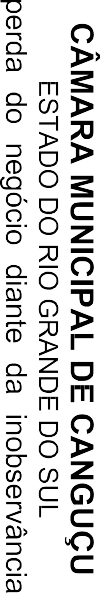 CÂMARA MUNICIPAL DE CANGUÇU
ESTADO DO RIO GRANDE DO SUL
perda do negócio diante da inobservância